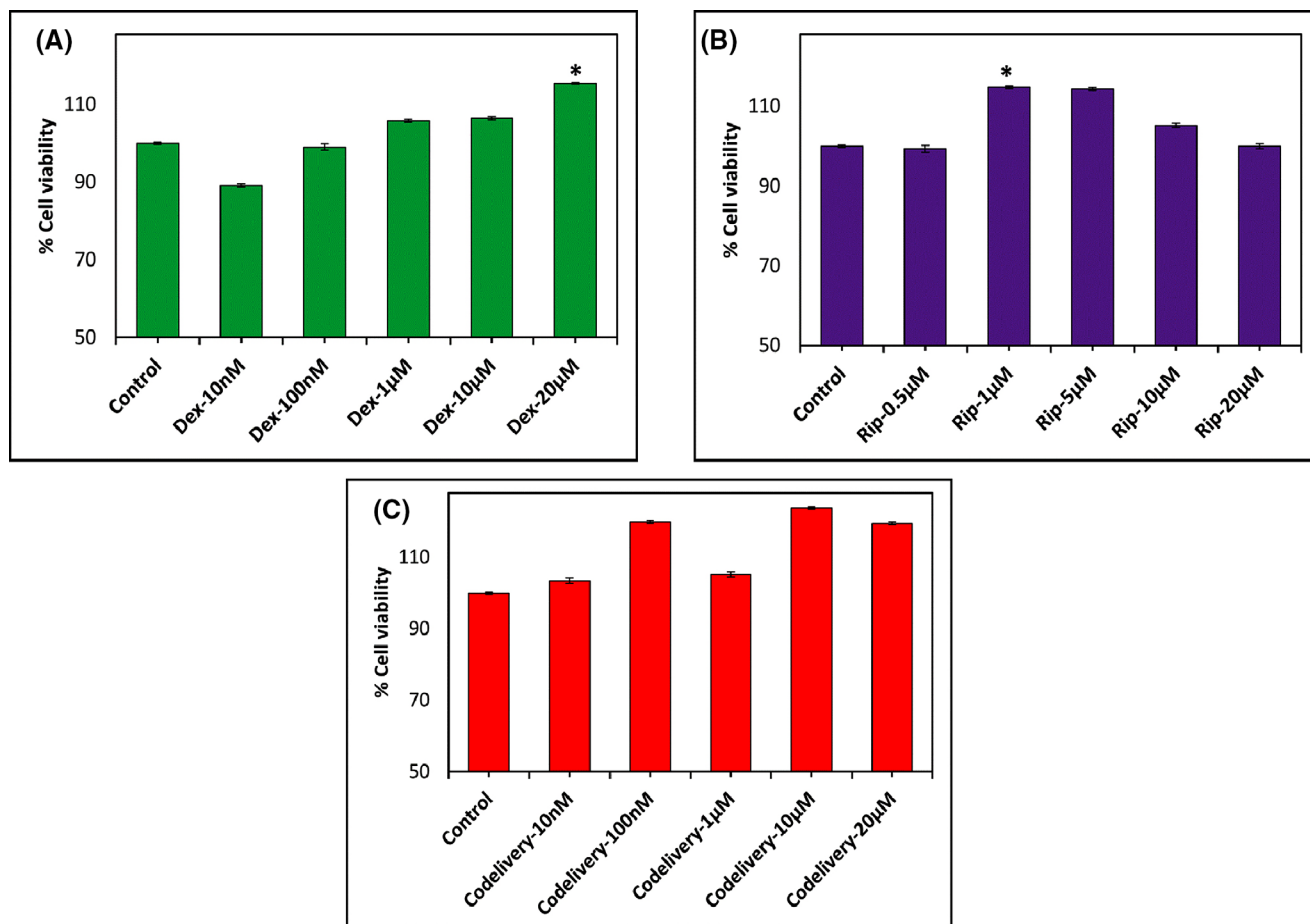 (A)
% Cell viability
110
90
70
50
Control
Dex-10nM
Dex-100nM
Dex-1µM
Dex-10µM
Dex-20µM
*
(B)
% Cell viability
110
90
70
50
Control
Rip-0.5µM
Rip-1µM
Rip-5µM
Rip-10µM
Rip-20µM
*
(C)
% Cell viability
110
90
70
50
Control
Codelivery-10nM
Codelivery-100nM
Codelivery-1µM
Codelivery-10µM
Codelivery-20µM